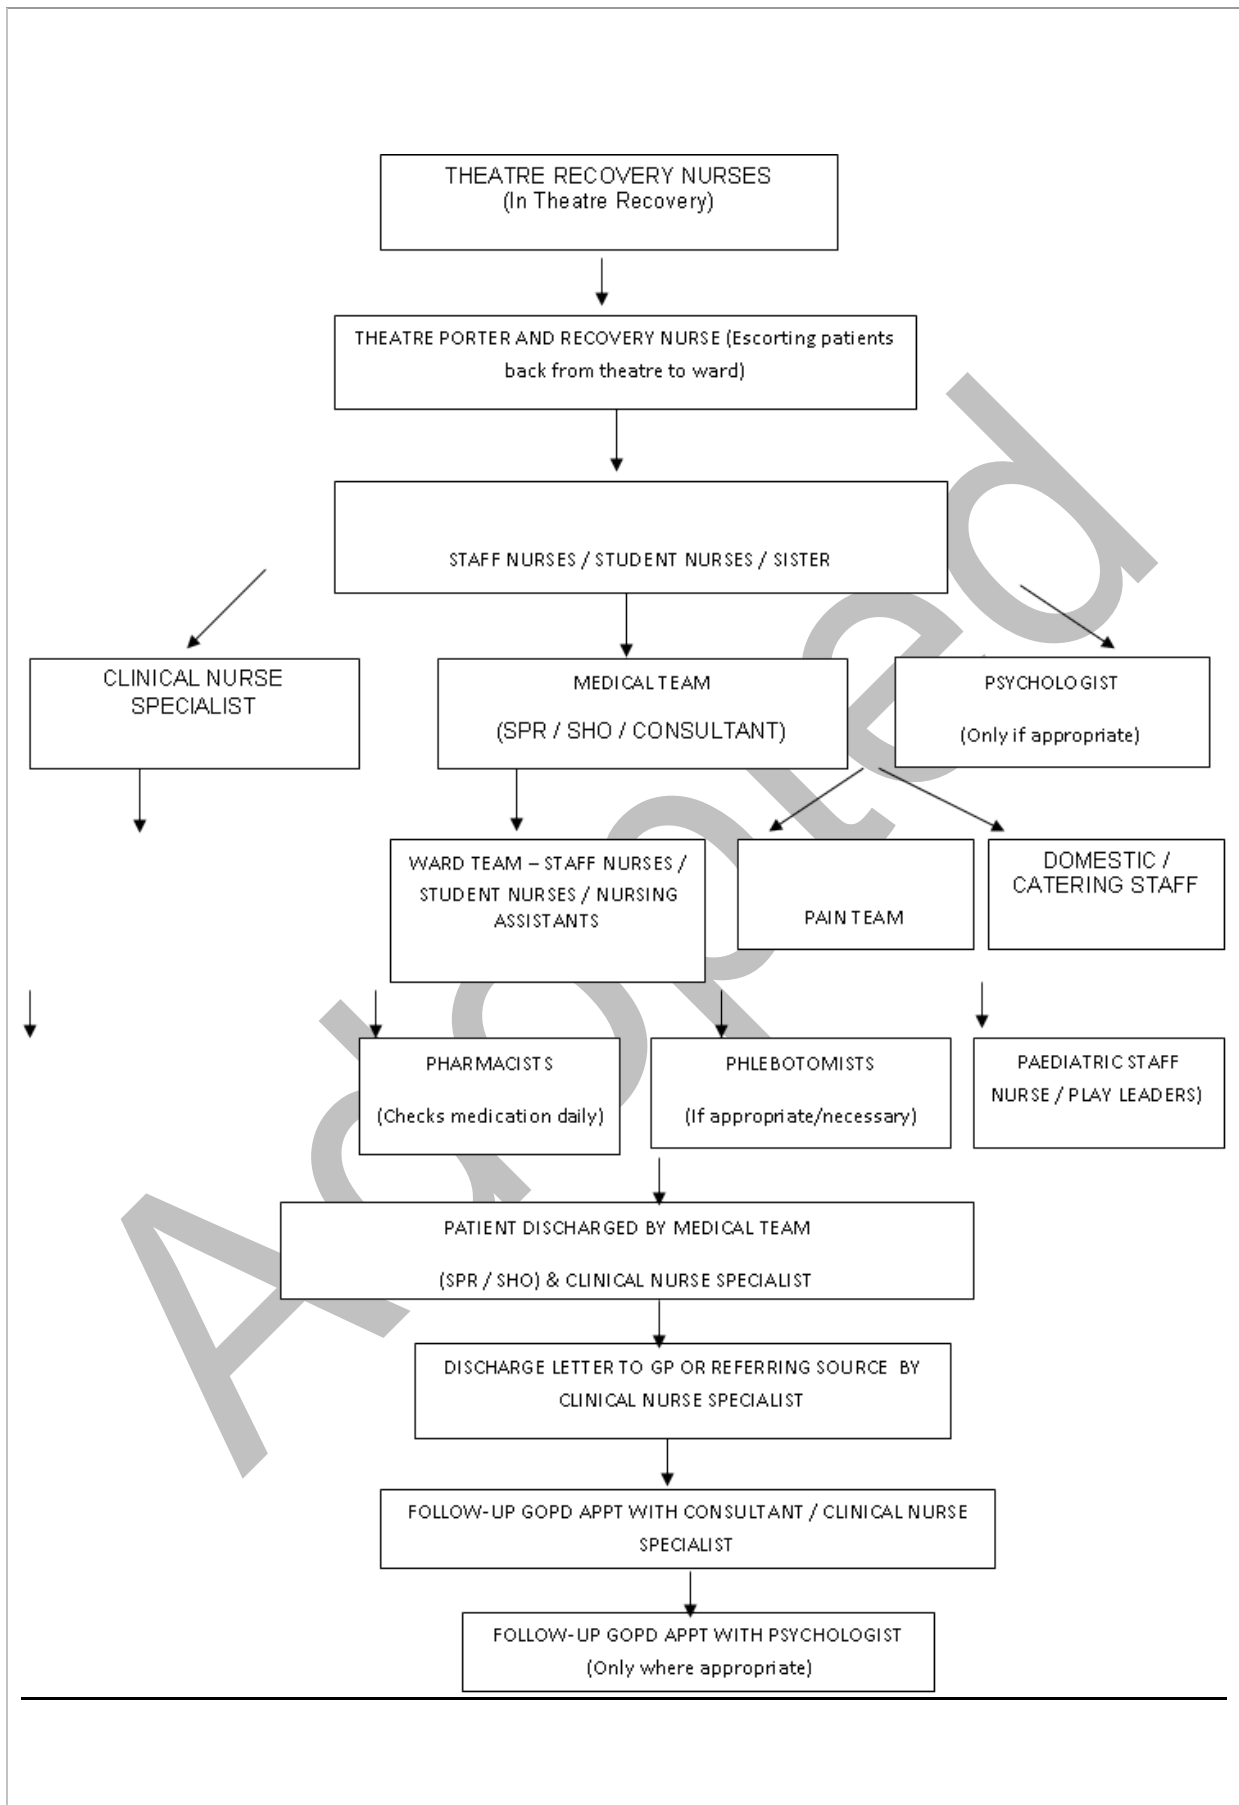 THEATRE RECOVERY NURSES
(In Theatre Recovery)
THEATRE PORTER AND RECOVERY NURSE (Escorting patients
back from theatre to ward)
STAFF NURSES / STUDENT NURSES / SISTER
CLINICAL NURSE
SPECIALIST
MEDICAL TEAM
(SPR / SHO / CONSULTANT)
PSYCHOLOGIST
(Only if appropriate)
WARD TEAM – STAFF NURSES /
STUDENT NURSES / NURSING
ASSISTANTS
PAIN TEAM
DOMESTIC /
CATERING STAFF
PHARMACISTS
(Checks medication daily)
PHLEBOTOMISTS
(If appropriate/necessary)
PAEDIATRIC STAFF
NURSE / PLAY LEADERS)
PATIENT DISCHARGED BY MEDICAL TEAM
(SPR / SHO) & CLINICAL NURSE SPECIALIST
DISCHARGE LETTER TO GP OR REFERRING SOURCE BY
CLINICAL NURSE SPECIALIST
FOLLOW-UP GOPD APPT WITH CONSULTANT / CLINICAL NURSE
SPECIALIST
FOLLOW-UP GOPD APPT WITH PSYCHOLOGIST
(Only where appropriate)
Adopted